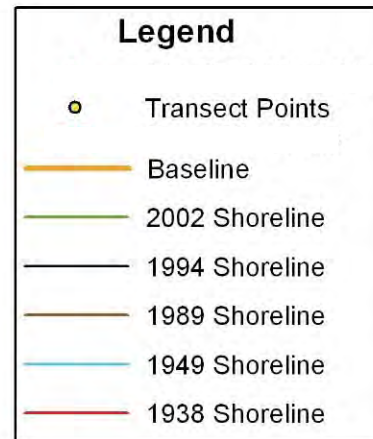 Legend
Transect Points
Baseline
2002 Shoreline
1994 Shoreline
1989 Shoreline
1949 Shoreline
1938 Shoreline